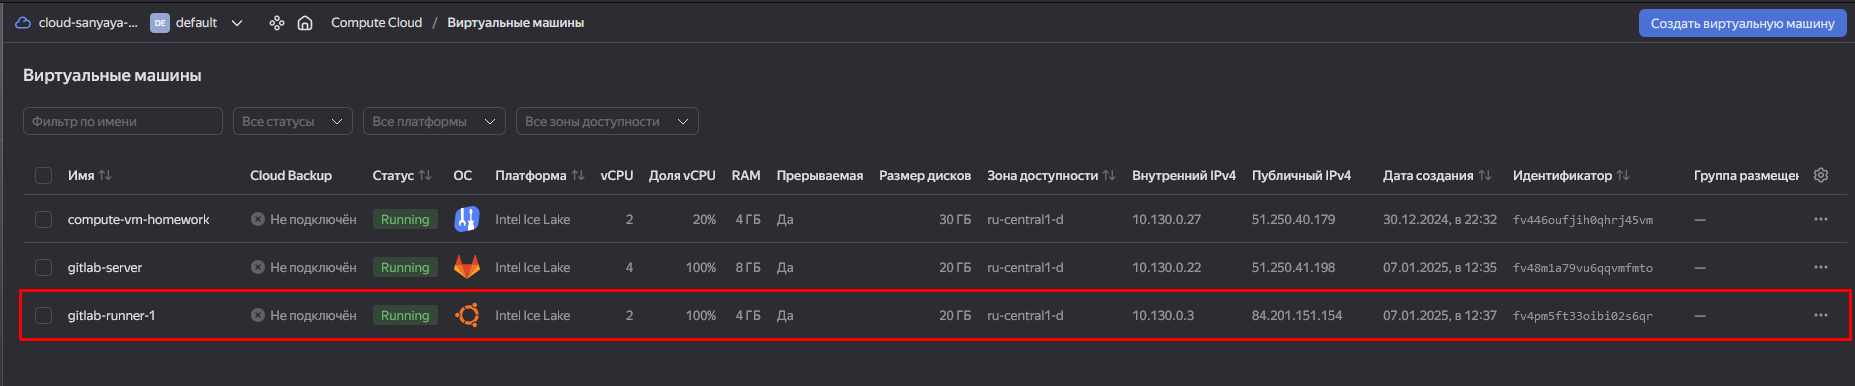 cloud-sanyaya-... DE default Compute Cloud / Виртуальные машины Создать виртуальную машину
Виртуальные машины
Фильтр по имени Все статусы Все платформы Все зоны доступности
Имя Cloud Backup Статус ОС Платформа vCPU Доля vCPU RAM Прерываемая Размер дисков Зона доступности Внутренний IPv4 Публичный IPv4 Дата создания Идентификатор Группа размещен
compute-vm-homework Не подключён Running Intel Ice Lake 2 20% 4 ГБ Да 30 ГБ ru-central1-d 10.130.0.27 51.250.40.179 30.12.2024, в 22:32 fv446oufjih0qhrj45vm —
gitlab-server Не подключён Running Intel Ice Lake 4 100% 8 ГБ Да 20 ГБ ru-central1-d 10.130.0.22 51.250.41.198 07.01.2025, в 12:35 fv48m1a79vu6qqvmfmto —
gitlab-runner-1 Не подключён Running Intel Ice Lake 2 100% 4 ГБ Да 20 ГБ ru-central1-d 10.130.0.3 84.201.151.154 07.01.2025, в 12:37 fv4pm5ft33oibi02s6qr —